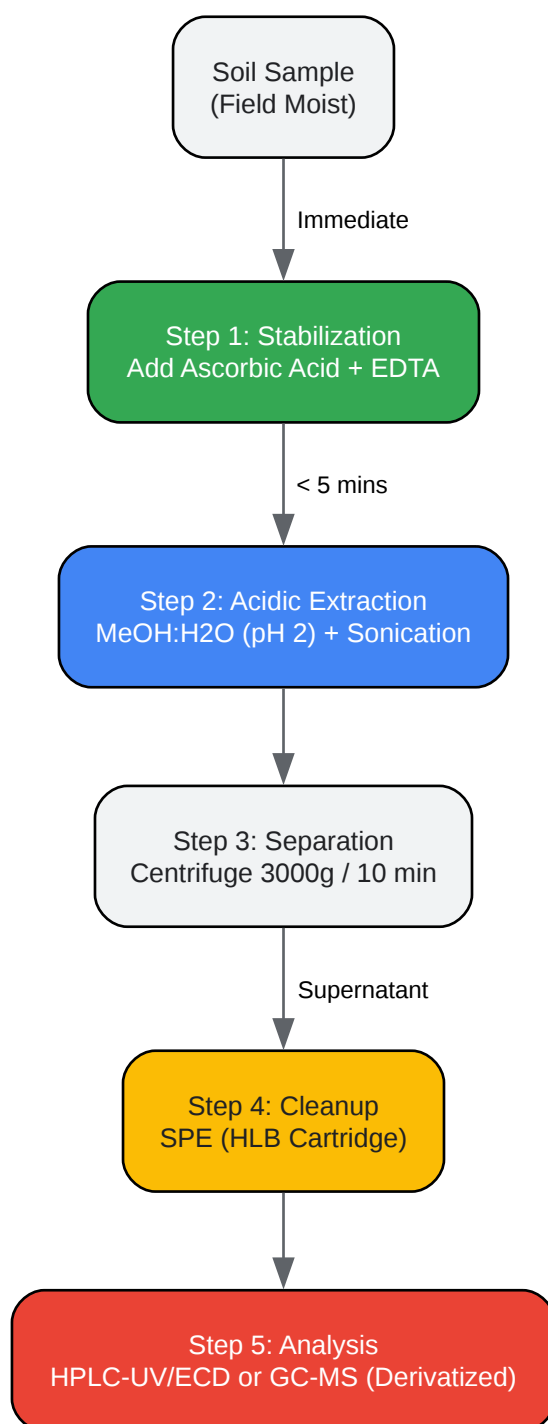 Soil Sample
(Field Moist)
Immediate
Step 1: Stabilization
Add Ascorbic Acid + EDTA
< 5 mins
Step 2: Acidic Extraction
MeOH:H2O (pH 2) + Sonication
Step 3: Separation
Centrifuge 3000g / 10 min
Supernatant
Step 4: Cleanup
SPE (HLB Cartridge)
Step 5: Analysis
HPLC-UV/ECD or GC-MS (Derivatized)